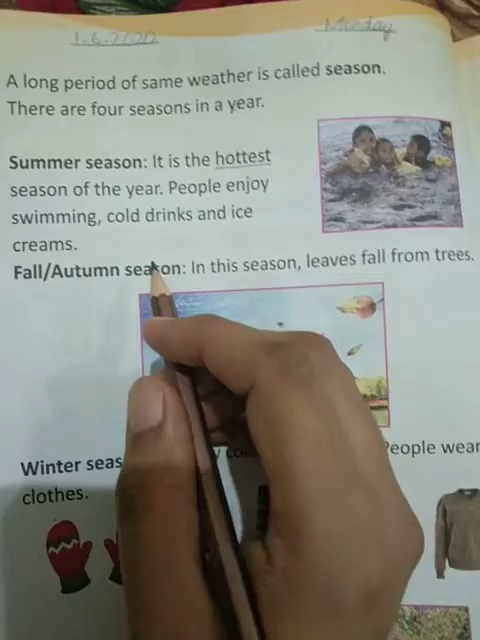 1-6-2020 Munday
A long period of same weather is called season.
There are four seasons in a year.
Summer season: It is the hottest
season of the year. People enjoy
swimming, cold drinks and ice
creams.
Fall/Autumn season: In this season, leaves fall from trees.
Winter seas People wear
clothes.